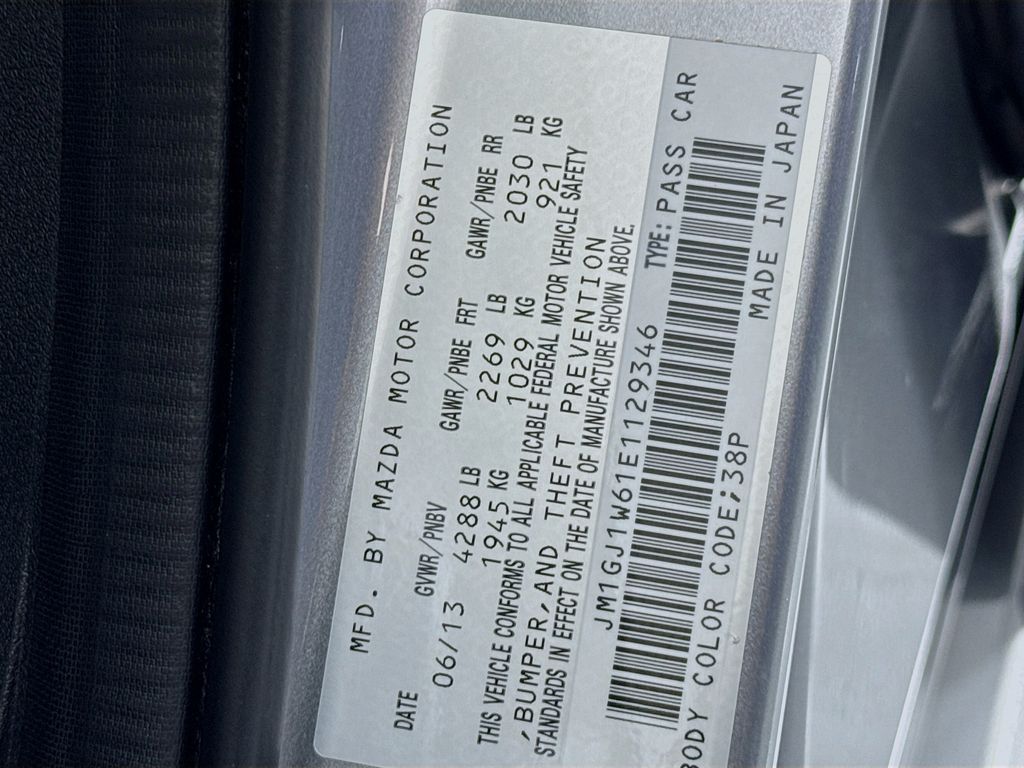 MFD. BY MAZDA MOTOR CORPORATION
DATE GVWR/PNBV GAWR/PNBE FRT GAWR/PNBE RR
06/13 4288 LB 2269 LB 2030 LB
1945 KG 1029 KG 921 KG
THIS VEHICLE CONFORMS TO ALL APPLICABLE FEDERAL MOTOR VEHICLE SAFETY
,BUMPER,AND THEFT PREVENTION
STANDARDS IN EFFECT ON THE DATE OF MANUFACTURE SHOWN ABOVE.
JM1GJ1W61E1129346 TYPE: PASS CAR
BODY COLOR CODE;38P MADE IN JAPAN